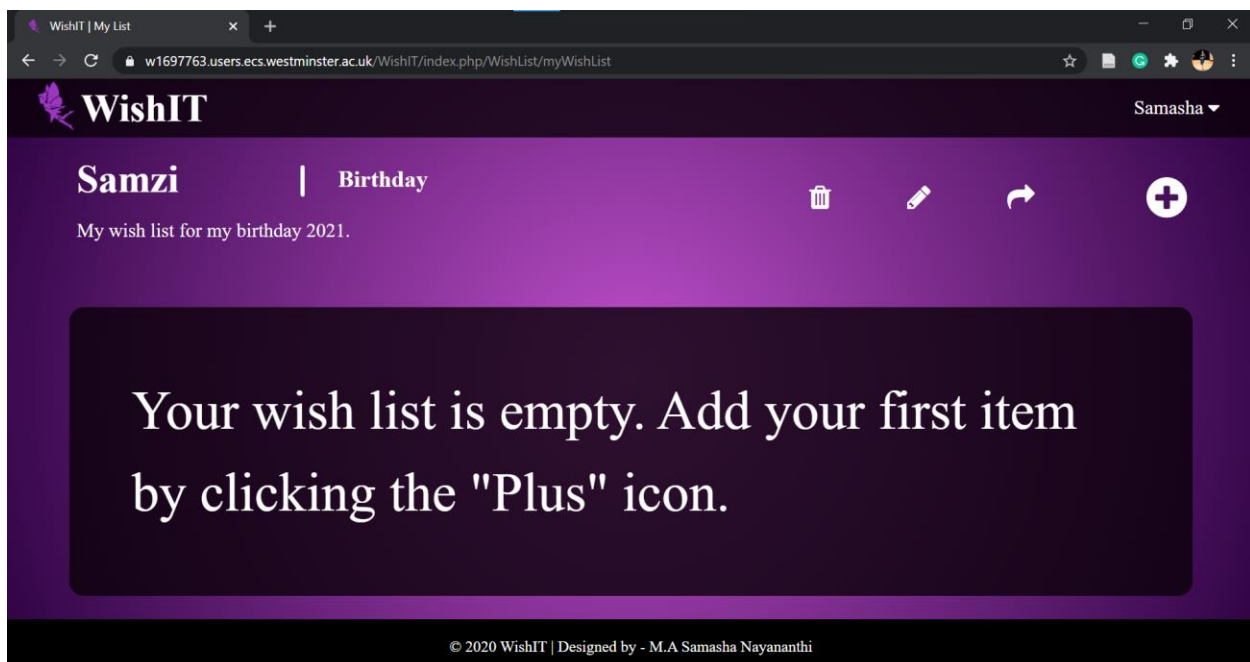 WishIT | My List
w1697763.users.ecs.westminster.ac.uk/WishIT/index.php/WishList/myWishList
WishIT
Samasha
Samzi | Birthday
My wish list for my birthday 2021.
Your wish list is empty. Add your first item
by clicking the "Plus" icon.
© 2020 WishIT | Designed by - M.A Samasha Nayananthi